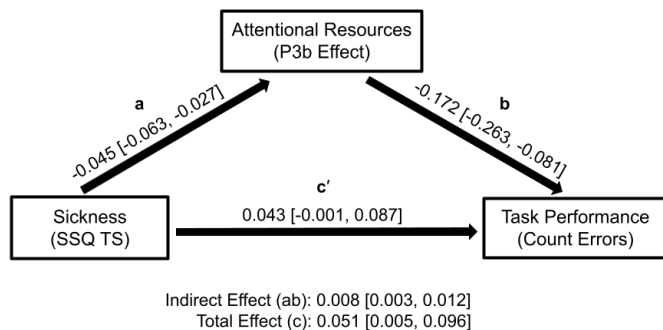 Attentional Resources
(P3b Effect)
a
-0.045 [-0.063, -0.027]
b
-0.172 [-0.263, -0.081]
c′
0.043 [-0.001, 0.087]
Sickness
(SSQ TS)
Task Performance
(Count Errors)
Indirect Effect (ab): 0.008 [0.003, 0.012]
Total Effect (c): 0.051 [0.005, 0.096]